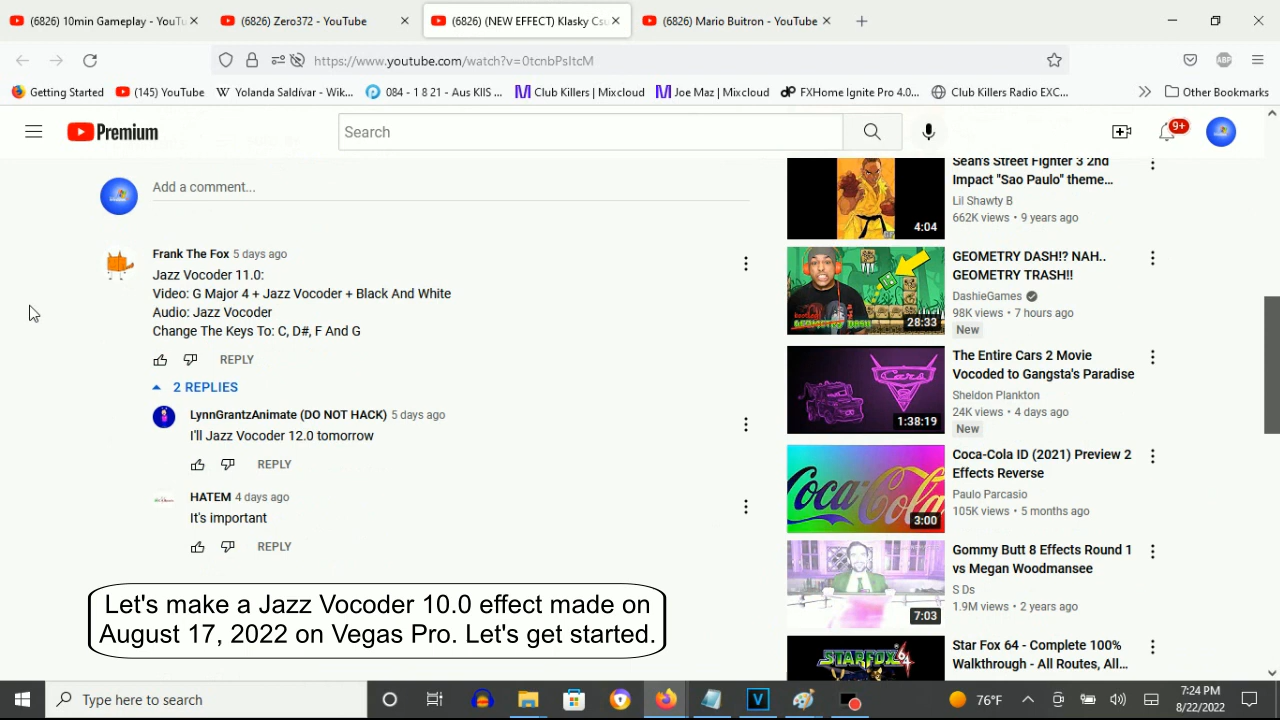 (6826) 10min Gameplay - YouTu
(6826) Zero372 - YouTube
(6826) (NEW EFFECT) Klasky Csu
(6826) Mario Buitron - YouTube
https://www.youtube.com/watch?v=0tcnbPsItcM
ABP
Getting Started
(145) YouTube
Yolanda Saldívar - Wik...
084 - 1 8 21 - Aus KIIS ...
Club Killers | Mixcloud
Joe Maz | Mixcloud
FXHome Ignite Pro 4.0...
Club Killers Radio EXC...
Other Bookmarks
Premium
Search
9+
Add a comment...
Frank The Fox 5 days ago
Jazz Vocoder 11.0:
Video: G Major 4 + Jazz Vocoder + Black And White
Audio: Jazz Vocoder
Change The Keys To: C, D#, F And G
REPLY
2 REPLIES
LynnGrantzAnimate (DO NOT HACK) 5 days ago
I'll Jazz Vocoder 12.0 tomorrow
REPLY
HATEM 4 days ago
It's important
REPLY
Let's make a Jazz Vocoder 10.0 effect made on
August 17, 2022 on Vegas Pro. Let's get started.
Sean's Street Fighter 3 2nd
Impact "Sao Paulo" theme...
Lil Shawty B
662K views • 9 years ago
4:04
GEOMETRY DASH!? NAH..
GEOMETRY TRASH!!
DashieGames
98K views • 7 hours ago
New
28:33
The Entire Cars 2 Movie
Vocoded to Gangsta's Paradise
Sheldon Plankton
24K views • 4 days ago
New
Cars
1:38:19
Coca-Cola ID (2021) Preview 2
Effects Reverse
Paulo Parcasio
105K views • 5 months ago
Coca-Cola
3:00
Gommy Butt 8 Effects Round 1
vs Megan Woodmansee
S Ds
1.9M views • 2 years ago
7:03
Star Fox 64 - Complete 100%
Walkthrough - All Routes, All...
STARFOX 64
Type here to search
V
76°F
7:24 PM
8/22/2022